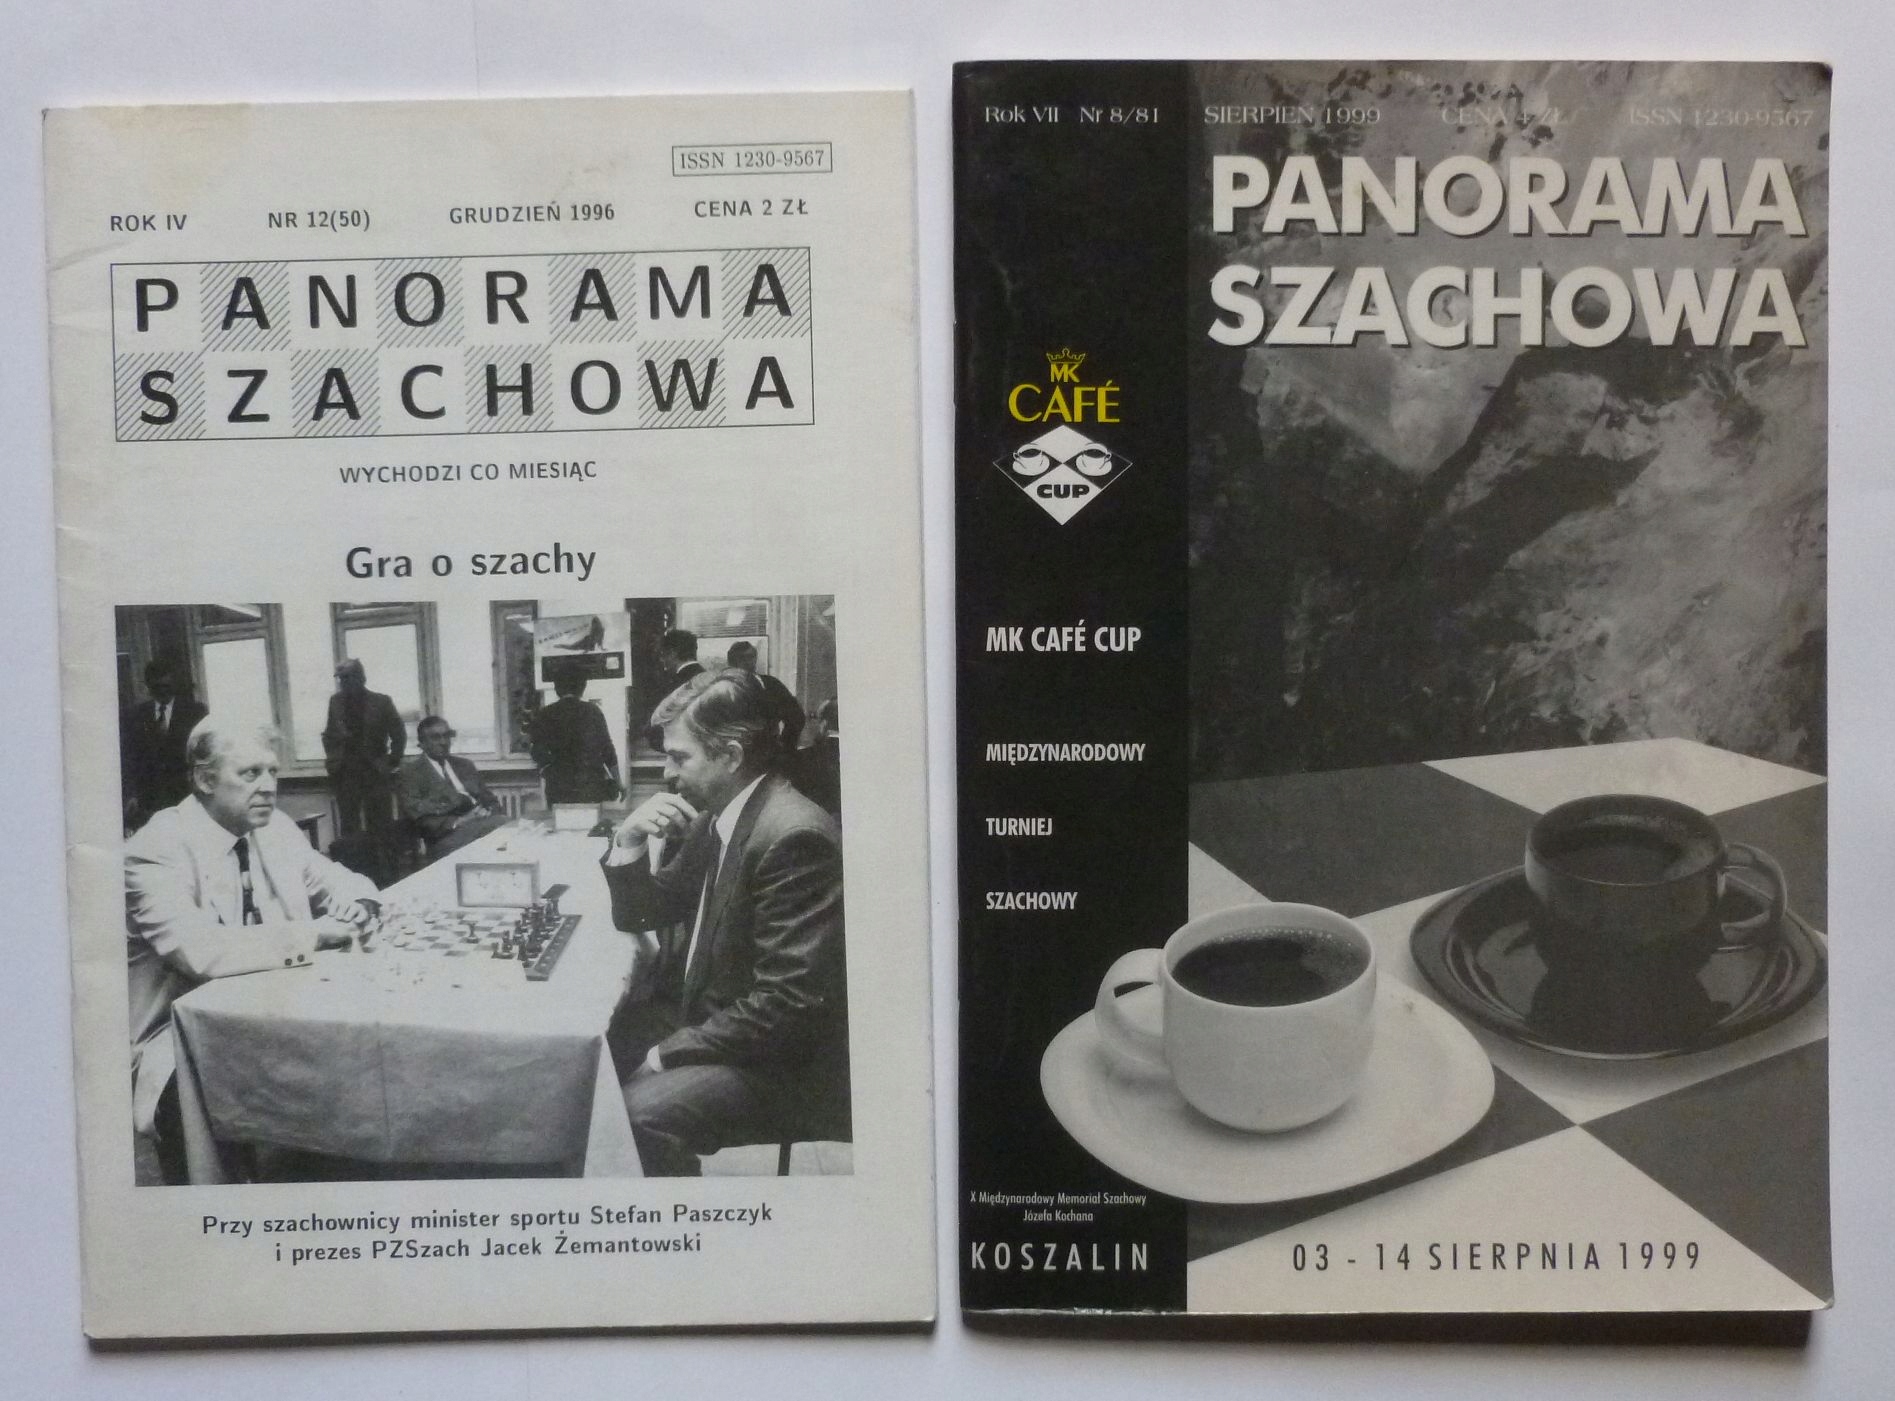 ISSN 1230-9567
ROK IV NR 12(50) GRUDZIEŃ 1996 CENA 2 ZŁ
PANORAMA
SZACHOWA
WYCHODZI CO MIESIĄC
Gra o szachy
Przy szachownicy minister sportu Stefan Paszczyk
i prezes PZSzach Jacek Żemantowski
Rok VII Nr 8/81 SIERPIEŃ 1999 CENA 4 ZŁ ISSN 1230-9567
PANORAMA
SZACHOWA
MK
CAFÉ
CUP
MK CAFÉ CUP
MIĘDZYNARODOWY
TURNIEJ
SZACHOWY
X Międzynarodowy Memoriał Szachowy
Józefa Kochana
KOSZALIN
03 - 14 SIERPNIA 1999